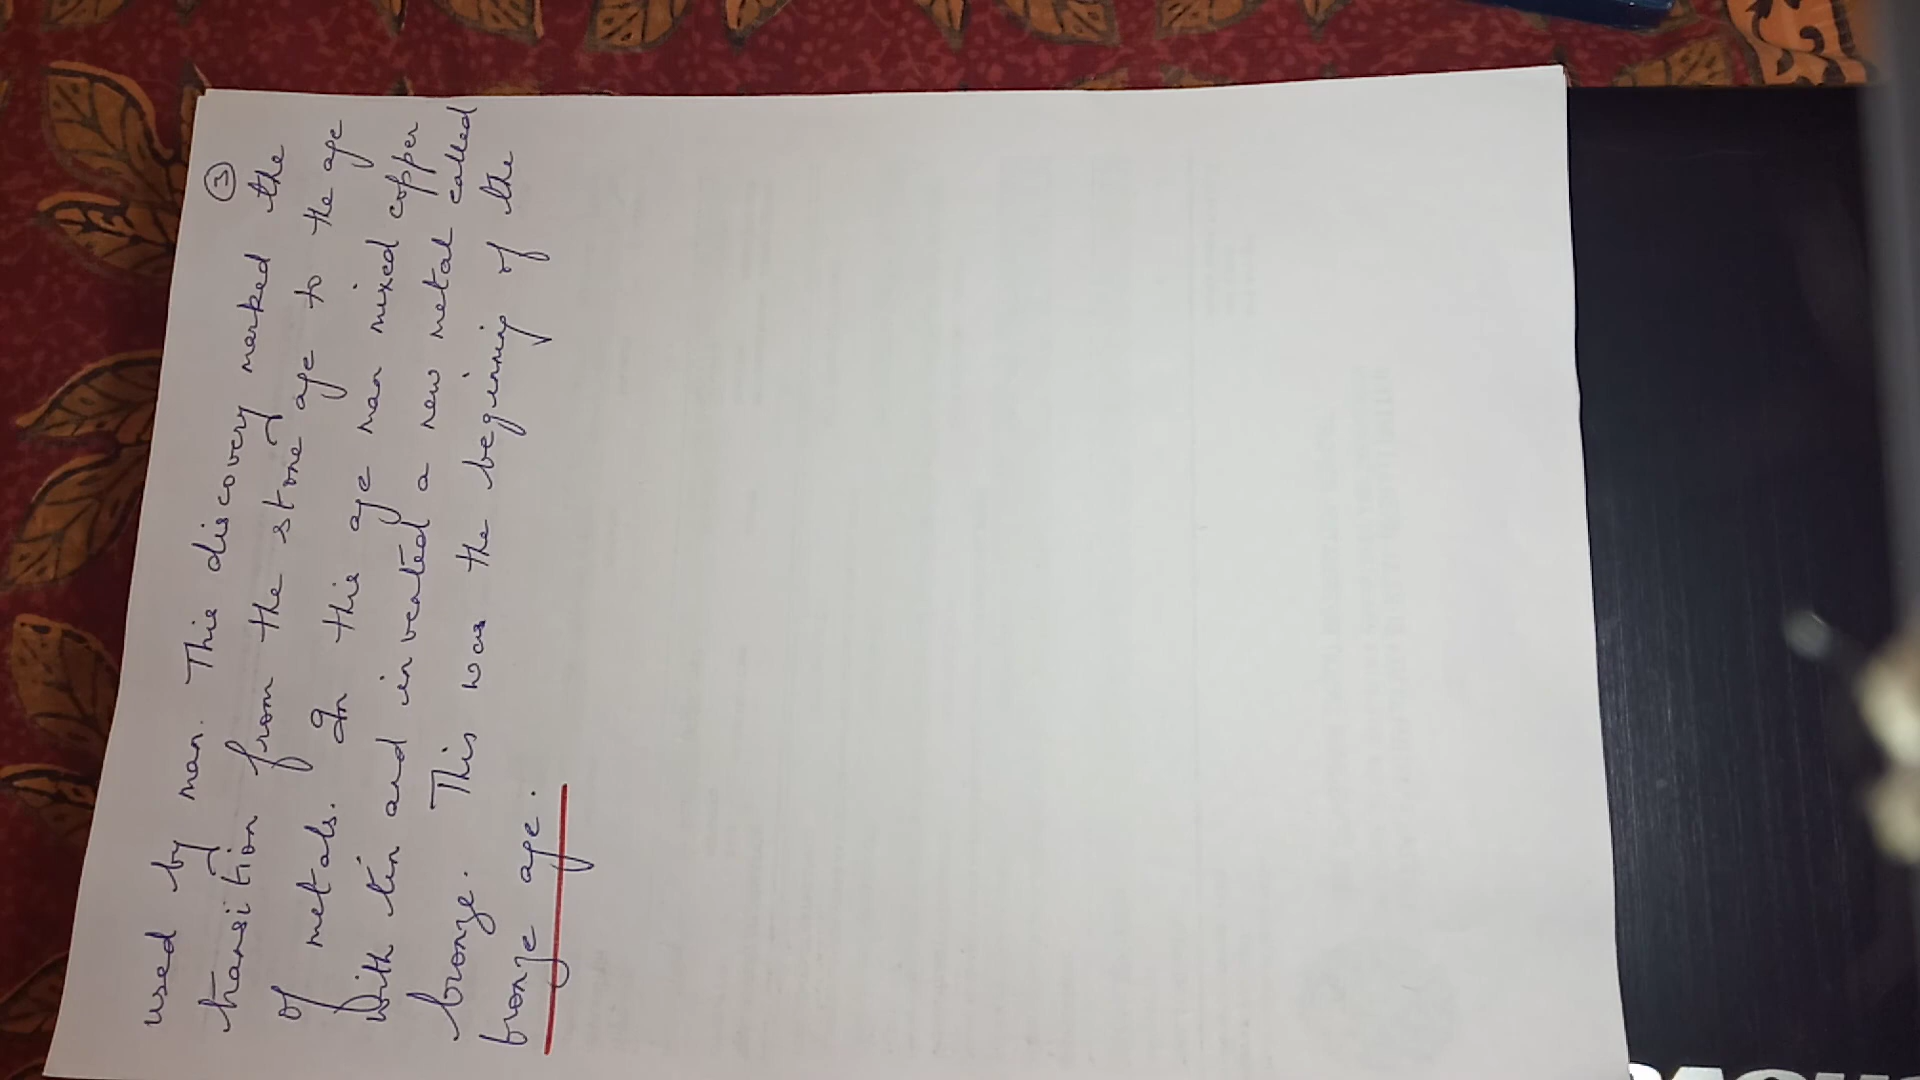 3
used by man. This discovery marked the
transition from the stone age to the age
of metals. In this age man mixed copper
with tin and invented a new metal called
bronze. This was the beginning of the
bronze age.